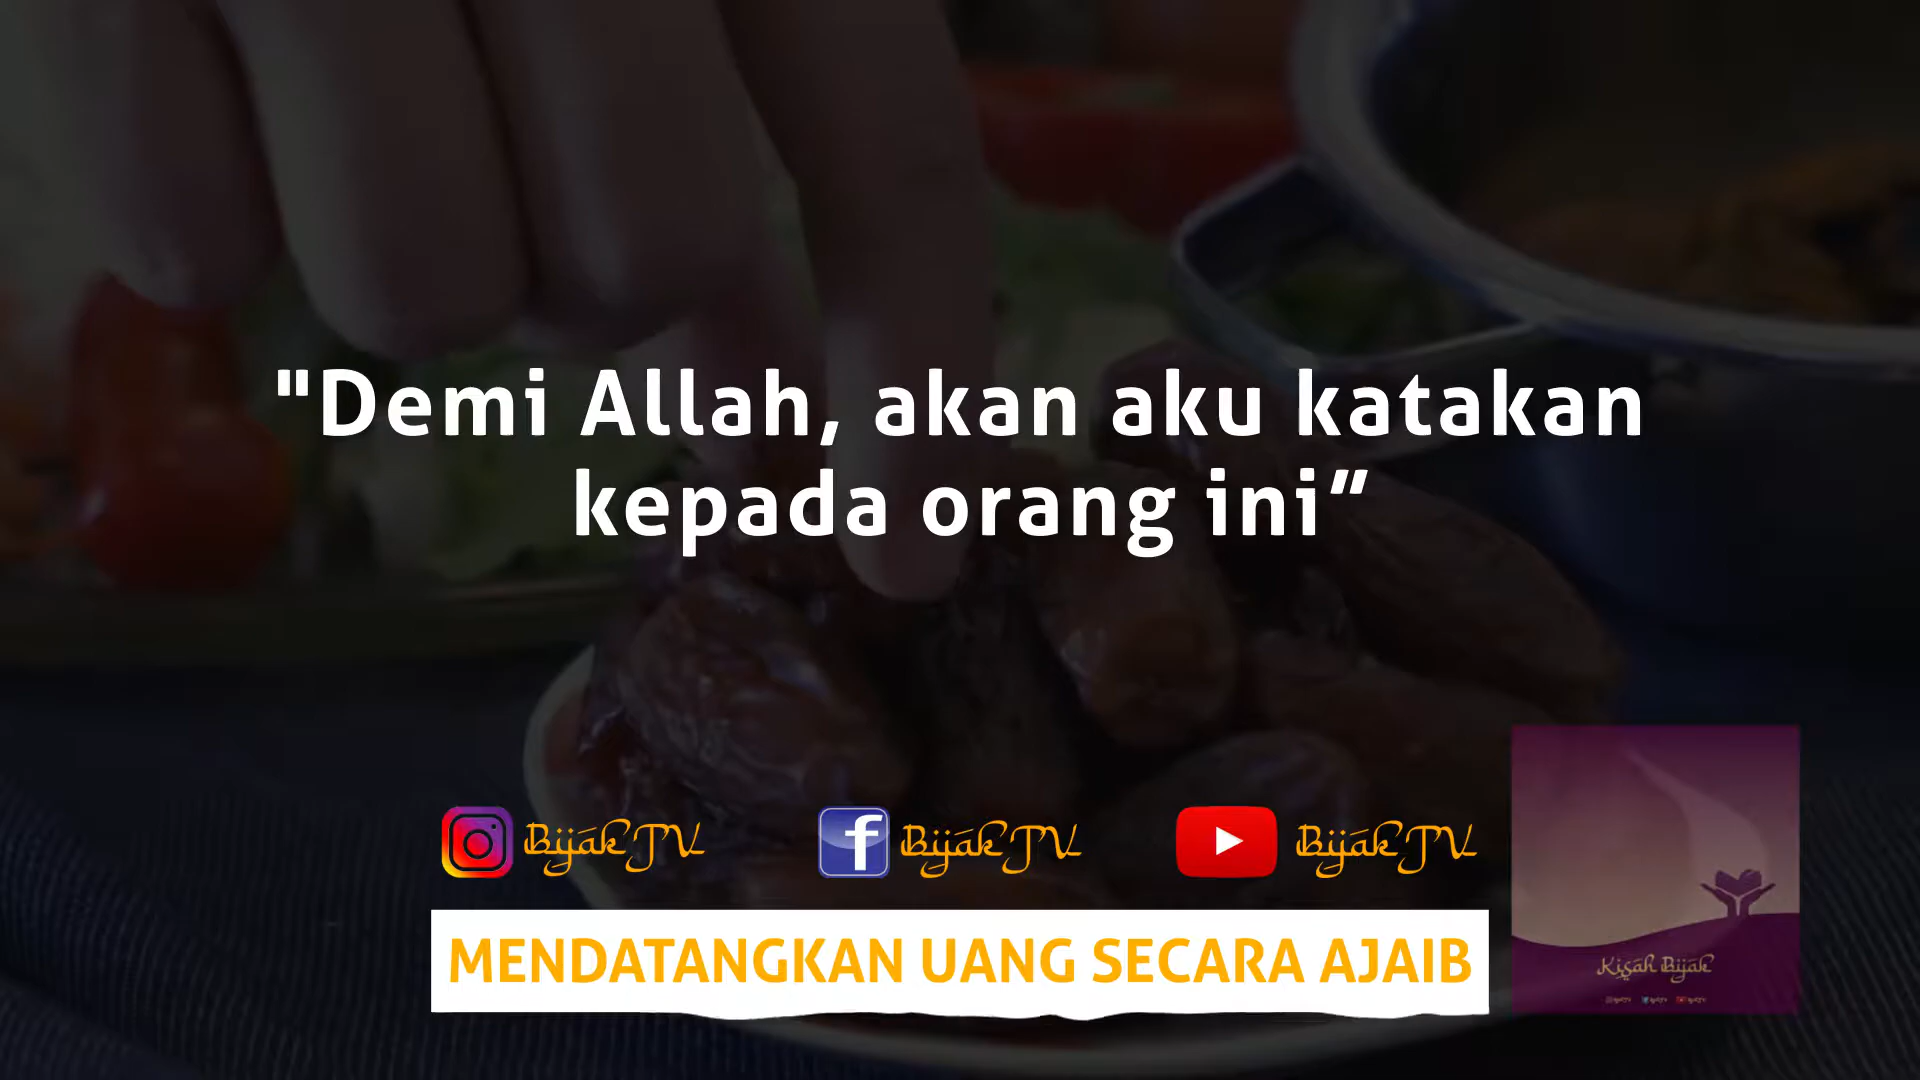 "Demi Allah, akan aku katakan
kepada orang ini”
BijakTV
BijakTV
BijakTV
MENDATANGKAN UANG SECARA AJAIB
Kisah Bijak